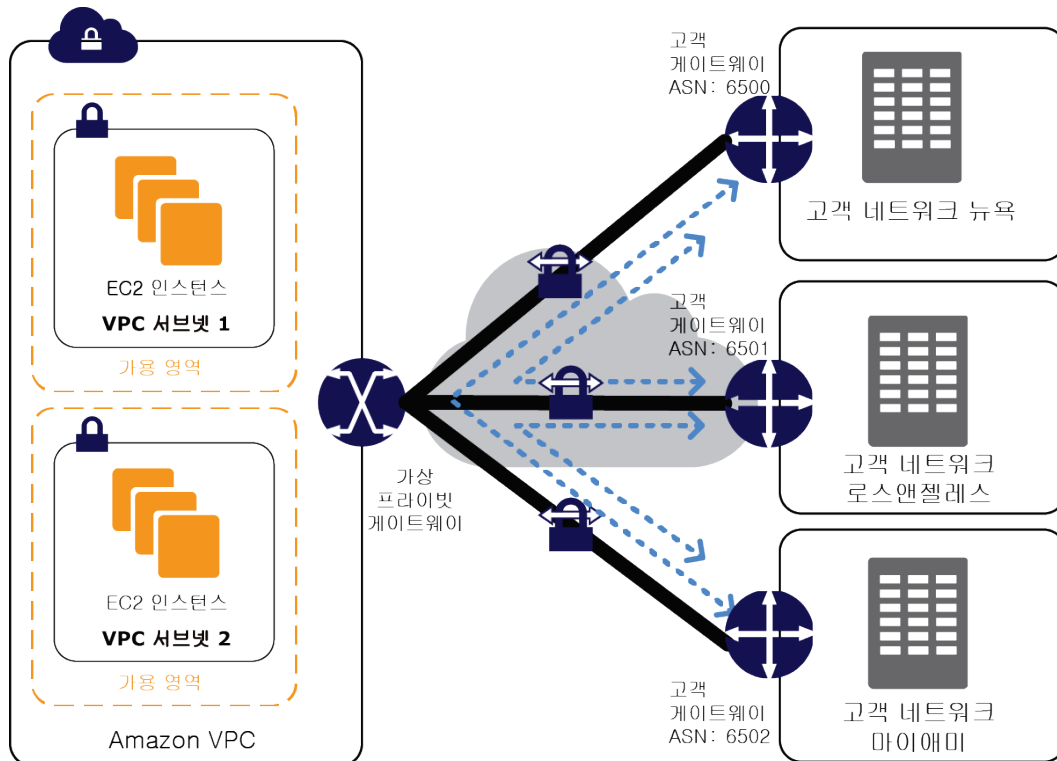 EC2 인스턴스
VPC 서브넷 1
가용 영역
EC2 인스턴스
VPC 서브넷 2
가용 영역
Amazon VPC
가상
프라이빗
게이트웨이
고객
게이트웨이
ASN: 6500
고객 네트워크 뉴욕
고객
게이트웨이
ASN: 6501
고객 네트워크
로스앤젤레스
고객
게이트웨이
ASN: 6502
고객 네트워크
마이애미